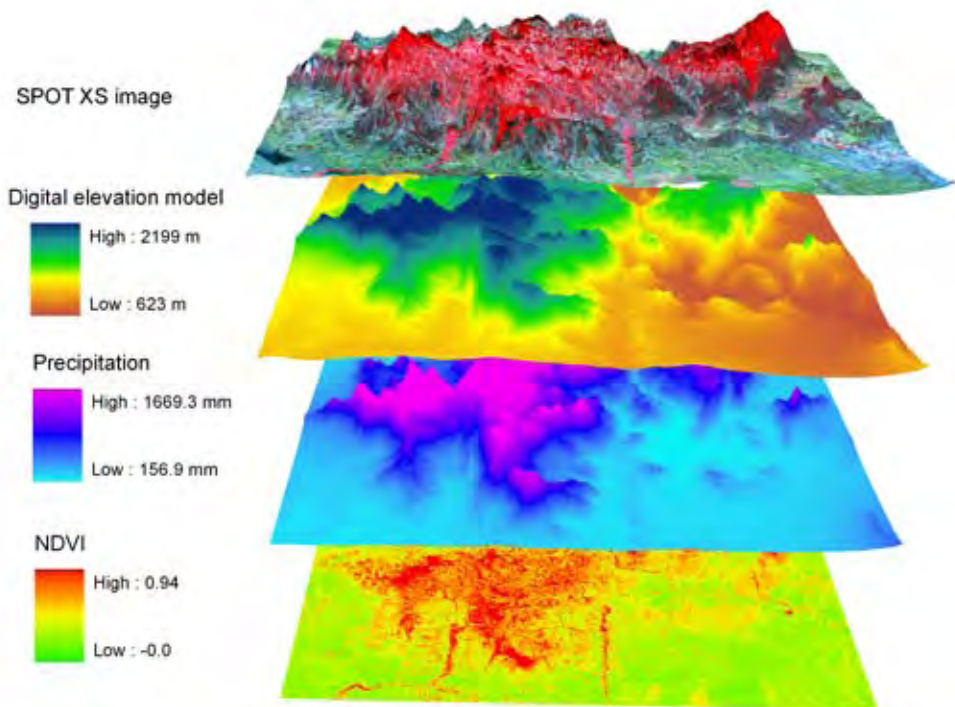 SPOT XS image
Digital elevation model
High : 2199 m
Low : 623 m
Precipitation
High : 1669.3 mm
Low : 156.9 mm
NDVI
High : 0.94
Low : -0.0